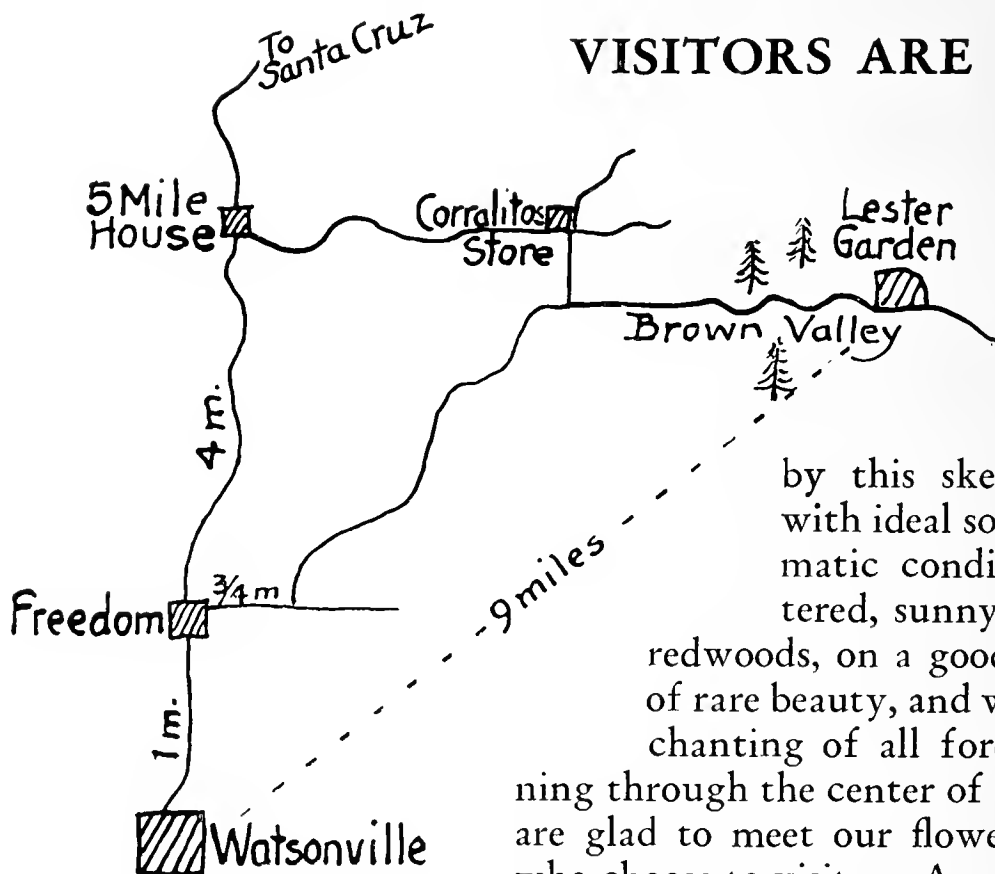 VISITORS ARE
To
Santa Cruz
5 Mile
House
Corralitos
Store
Lester
Garden
Brown Valley
4 m.
9 miles
3/4 m
Freedom
1 m.
Watsonville
by this ske
with ideal so
matic condi
tered, sunny
redwoods, on a good
of rare beauty, and w
chanting of all for
ning through the center of
are glad to meet our flowe